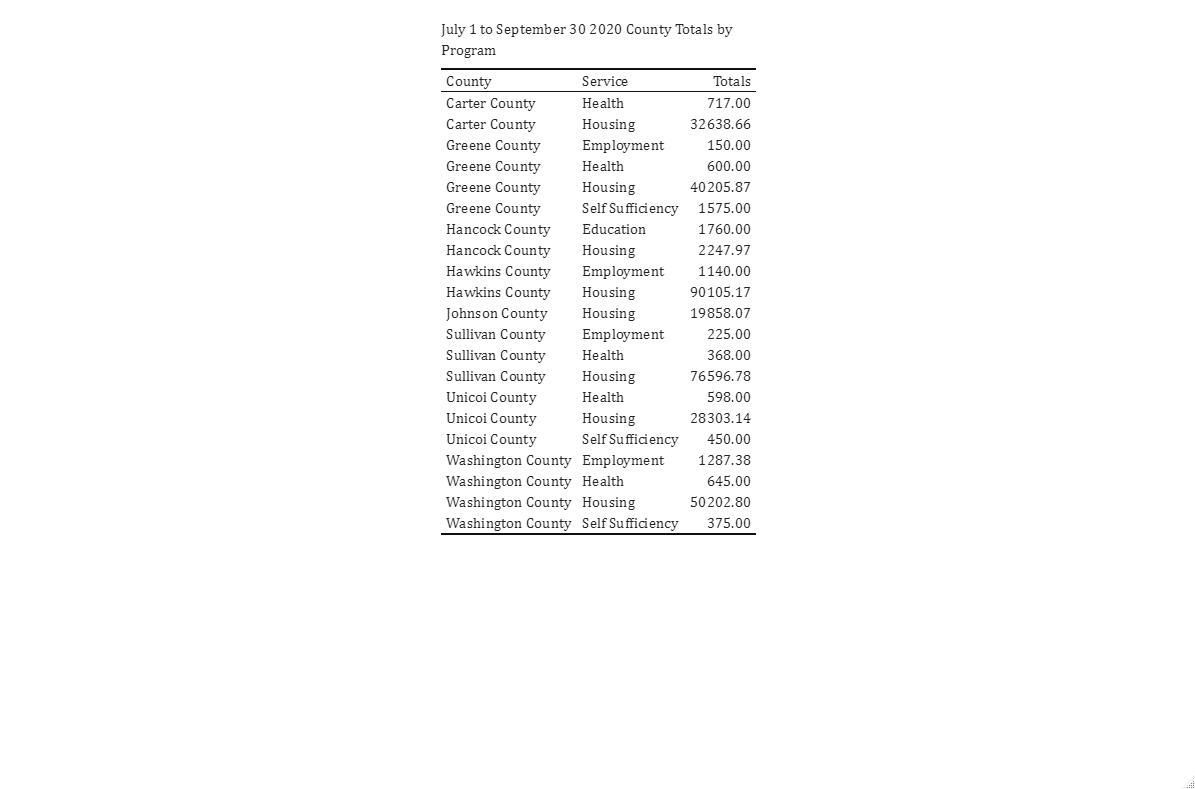 July 1 to September 30 2020 County Totals by
Program
County Service Totals
Carter County Health 717.00
Carter County Housing 32638.66
Greene County Employment 150.00
Greene County Health 600.00
Greene County Housing 40205.87
Greene County Self Sufficiency 1575.00
Hancock County Education 1760.00
Hancock County Housing 2247.97
Hawkins County Employment 1140.00
Hawkins County Housing 90105.17
Johnson County Housing 19858.07
Sullivan County Employment 225.00
Sullivan County Health 368.00
Sullivan County Housing 76596.78
Unicoi County Health 598.00
Unicoi County Housing 28303.14
Unicoi County Self Sufficiency 450.00
Washington County Employment 1287.38
Washington County Health 645.00
Washington County Housing 50202.80
Washington County Self Sufficiency 375.00